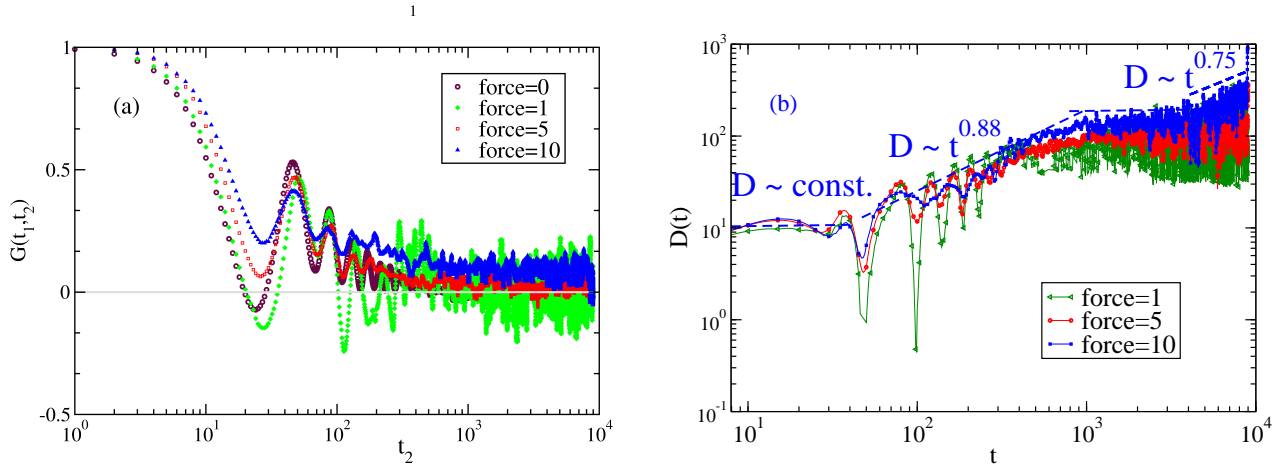 1
1
0.5
0
-0.5
G(t1,t2)
(a)
force=0
force=1
force=5
force=10
10^0
10^1
10^2
10^3
10^4
t2
10^3
10^2
10^1
10^0
10^-1
D(t)
(b)
D ~ const.
D ~ t^0.88
D ~ t^0.75
force=1
force=5
force=10
10^1
10^2
10^3
10^4
t